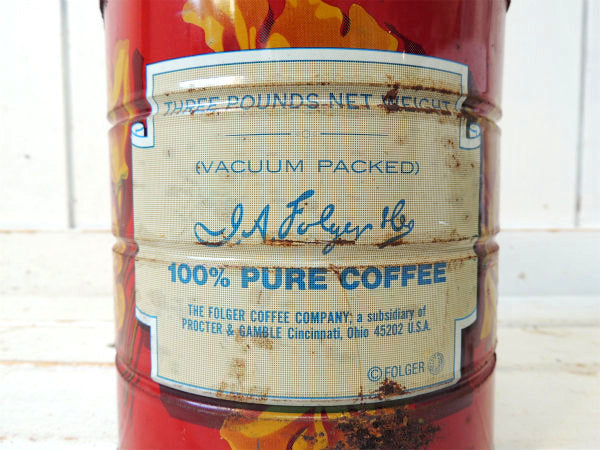 THREE POUNDS NET WEIGHT
(VACUUM PACKED)
J.A. Folger & Co
100% PURE COFFEE
THE FOLGER COFFEE COMPANY; a subsidiary of
PROCTER & GAMBLE Cincinnati, Ohio 45202 U.S.A.
© FOLGER